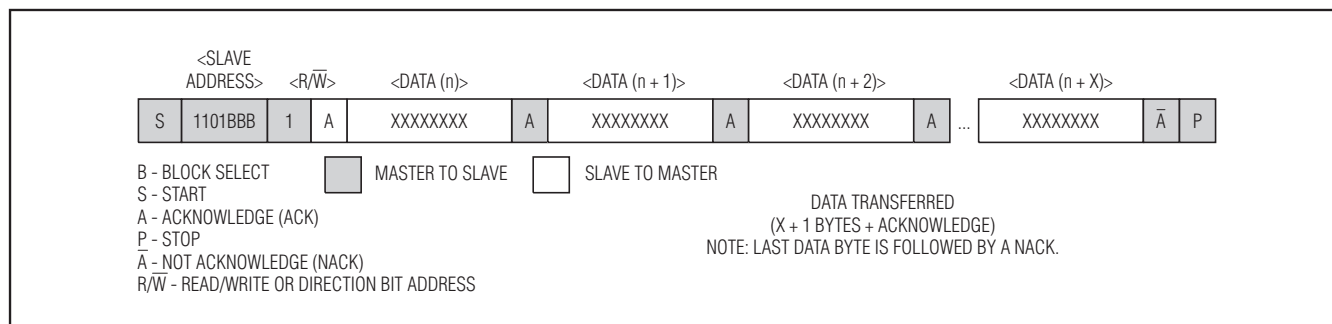 <SLAVE
ADDRESS> <R/W̅> <DATA (n)> <DATA (n + 1)> <DATA (n + 2)> <DATA (n + X)>
S 1101BBB 1 A XXXXXXXX A XXXXXXXX A XXXXXXXX A ... XXXXXXXX A̅ P
B - BLOCK SELECT MASTER TO SLAVE SLAVE TO MASTER
S - START
A - ACKNOWLEDGE (ACK)
P - STOP
A̅ - NOT ACKNOWLEDGE (NACK)
R/W̅ - READ/WRITE OR DIRECTION BIT ADDRESS
DATA TRANSFERRED
(X + 1 BYTES + ACKNOWLEDGE)
NOTE: LAST DATA BYTE IS FOLLOWED BY A NACK.